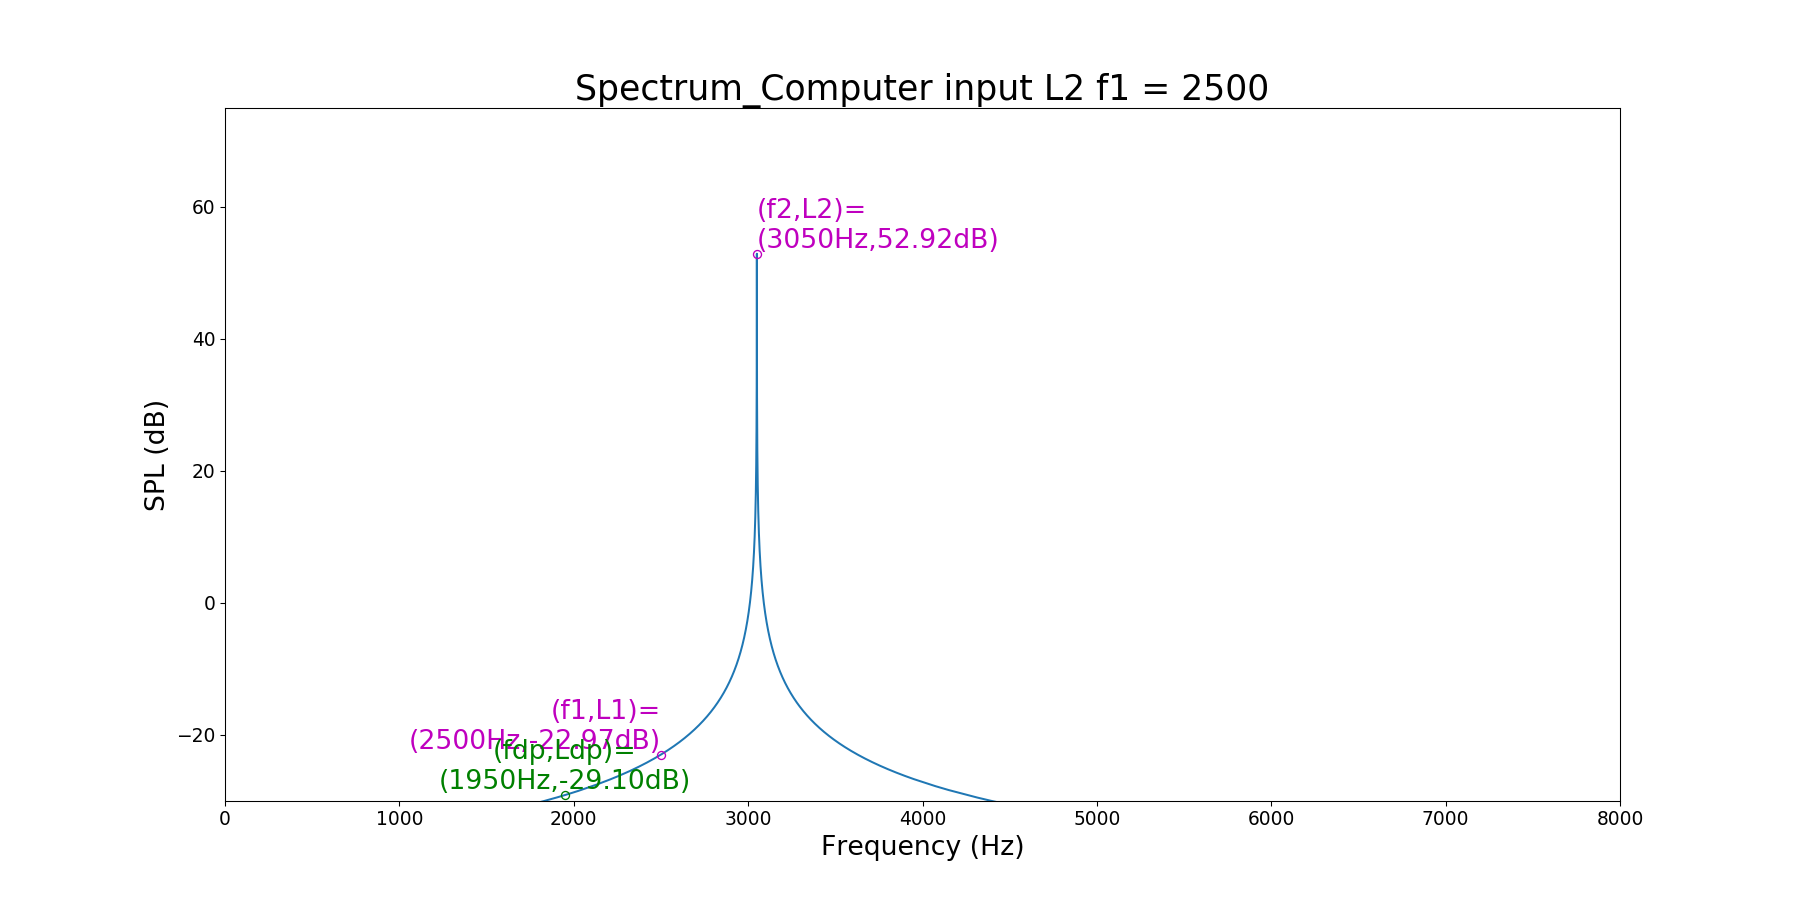 Spectrum_Computer input L2 f1 = 2500
(f2,L2)=
(3050Hz,52.92dB)
(f1,L1)=
(2500Hz,-22.97dB)
(fdp,Ldp)=
(1950Hz,-29.10dB)
SPL (dB)
60
40
20
0
−20
0 1000 2000 3000 4000 5000 6000 7000 8000
Frequency (Hz)